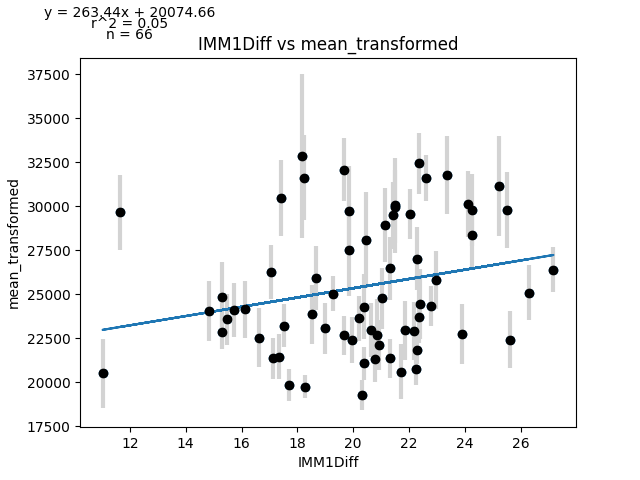 y = 263.44x + 20074.66
r^2 = 0.05
n = 66
IMM1Diff vs mean_transformed
37500
35000
32500
30000
27500
25000
22500
20000
17500
mean_transformed
12 14 16 18 20 22 24 26
IMM1Diff